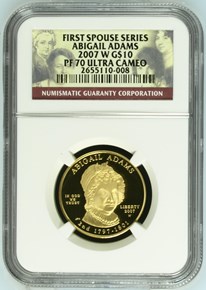 FIRST SPOUSE SERIES
ABIGAIL ADAMS
2007 W G$10
PF 70 ULTRA CAMEO
2655110-008
NUMISMATIC GUARANTY CORPORATION
ABIGAIL ADAMS
IN GOD
WE TRUST
LIBERTY
2007
W
2nd 1797-1801